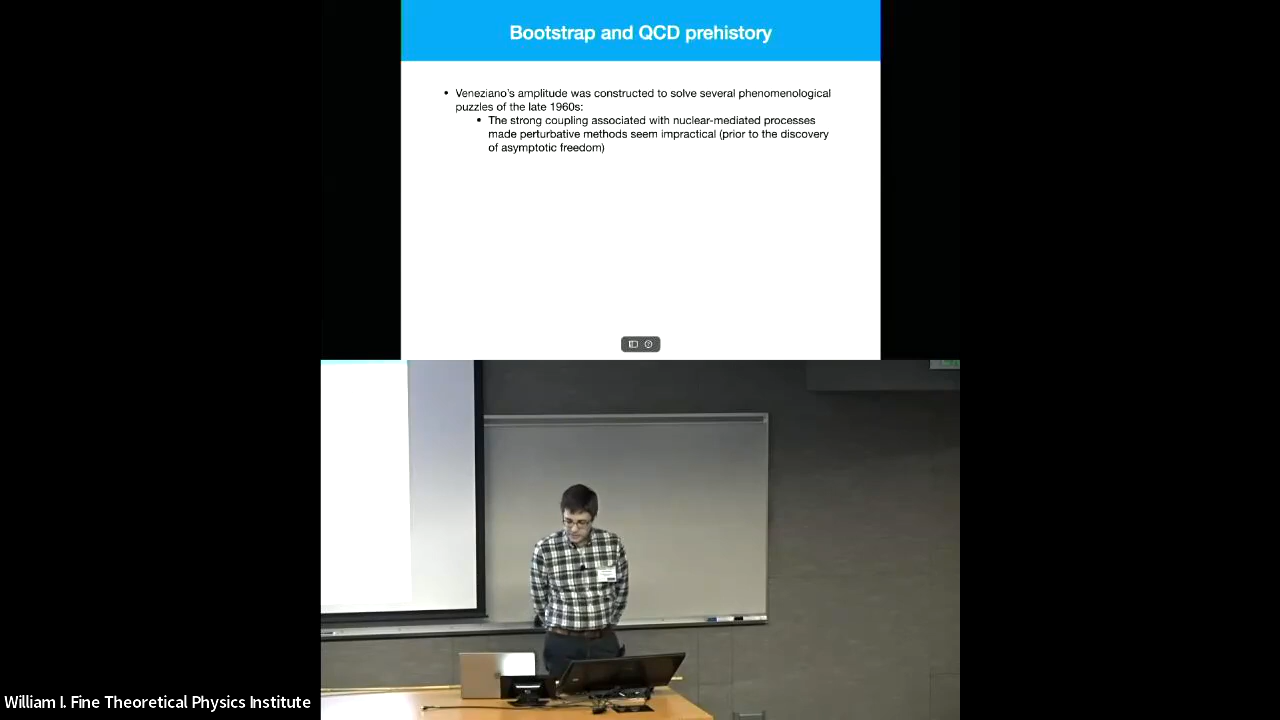 Bootstrap and QCD prehistory
• Veneziano's amplitude was constructed to solve several phenomenological
puzzles of the late 1960s:
• The strong coupling associated with nuclear-mediated processes
made perturbative methods seem impractical (prior to the discovery
of asymptotic freedom)
William I. Fine Theoretical Physics Institute